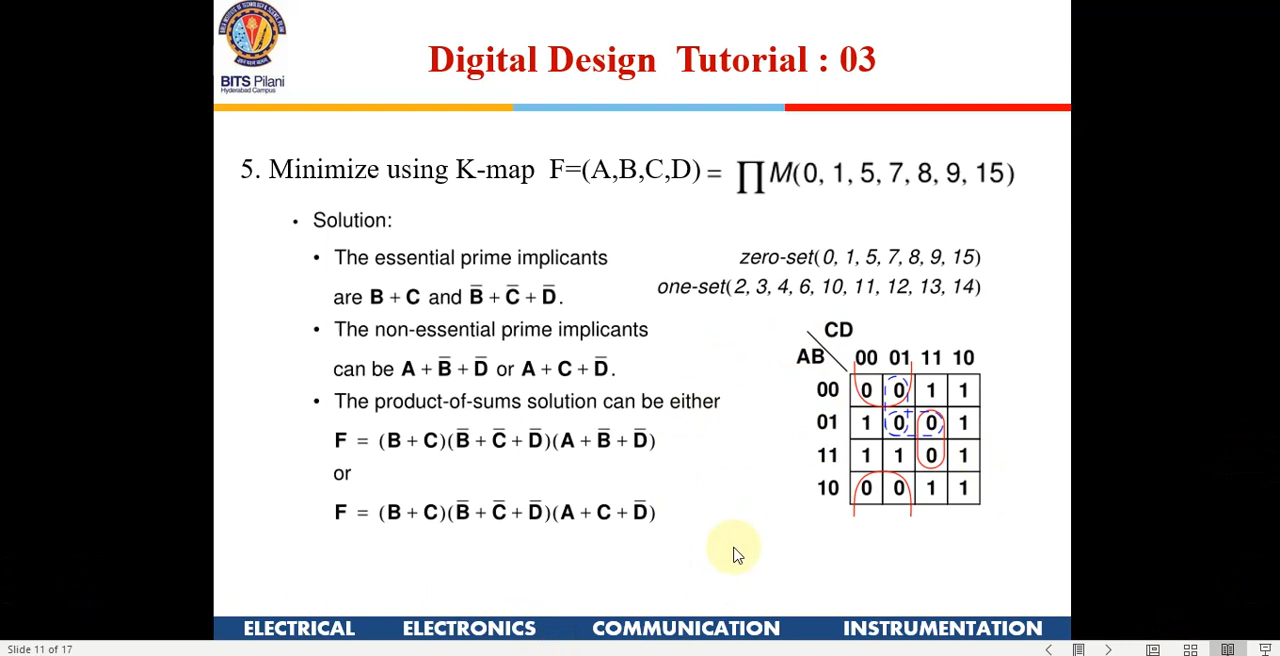 BITS Pilani
Hyderabad Campus
Digital Design Tutorial : 03
5. Minimize using K-map F=(A,B,C,D) = ∏ M(0, 1, 5, 7, 8, 9, 15)
• Solution:
• The essential prime implicants
are B + C and B̅ + C̅ + D̅.
• The non-essential prime implicants
can be A + B̅ + D̅ or A + C + D̅.
• The product-of-sums solution can be either
F = (B + C)(B̅ + C̅ + D̅)(A + B̅ + D̅)
or
F = (B + C)(B̅ + C̅ + D̅)(A + C + D̅)
zero-set(0, 1, 5, 7, 8, 9, 15)
one-set(2, 3, 4, 6, 10, 11, 12, 13, 14)
CD
AB 00 01 11 10
00 0 0 1 1
01 1 0 0 1
11 1 1 0 1
10 0 0 1 1
ELECTRICAL ELECTRONICS COMMUNICATION INSTRUMENTATION
Slide 11 of 17